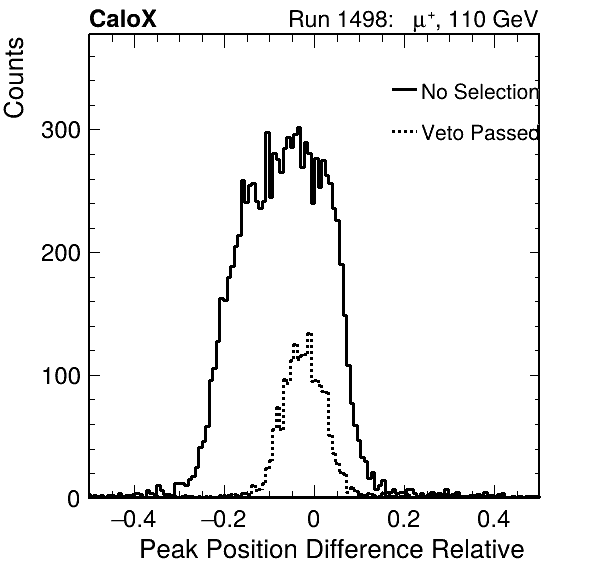 CaloX Run 1498: μ⁺, 110 GeV
Counts
No Selection
Veto Passed
300
200
100
0
−0.4 −0.2 0 0.2 0.4
Peak Position Difference Relative